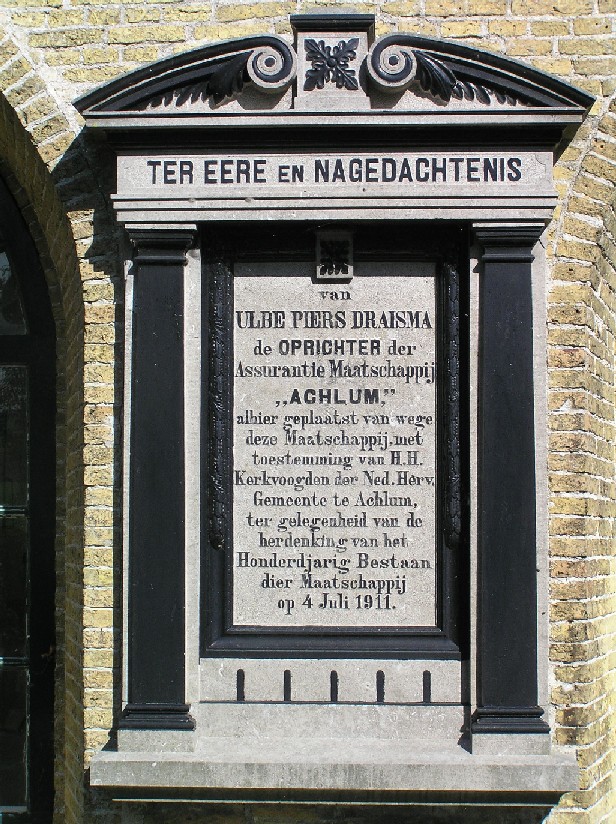 TER EERE EN NAGEDACHTENIS
van
ULBE PIERS DRAISMA
de OPRICHTER der
Assurantie Maatschappij
„ACHLUM,”
alhier geplaatst van wege
deze Maatschappij, met
toestemming van H.H.
Kerkvoogden der Ned. Herv.
Gemeente te Achlum,
ter gelegenheid van de
herdenking van het
Honderdjarig Bestaan
dier Maatschappij
op 4 Juli 1911.